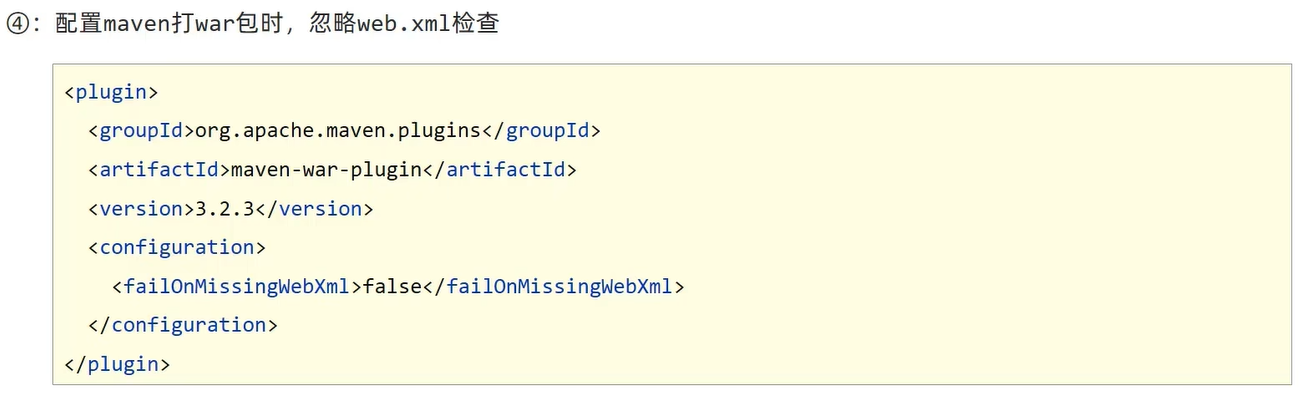 ④：配置maven打war包时，忽略web.xml检查
<plugin>
  <groupId>org.apache.maven.plugins</groupId>
  <artifactId>maven-war-plugin</artifactId>
  <version>3.2.3</version>
  <configuration>
    <failOnMissingWebXml>false</failOnMissingWebXml>
  </configuration>
</plugin>